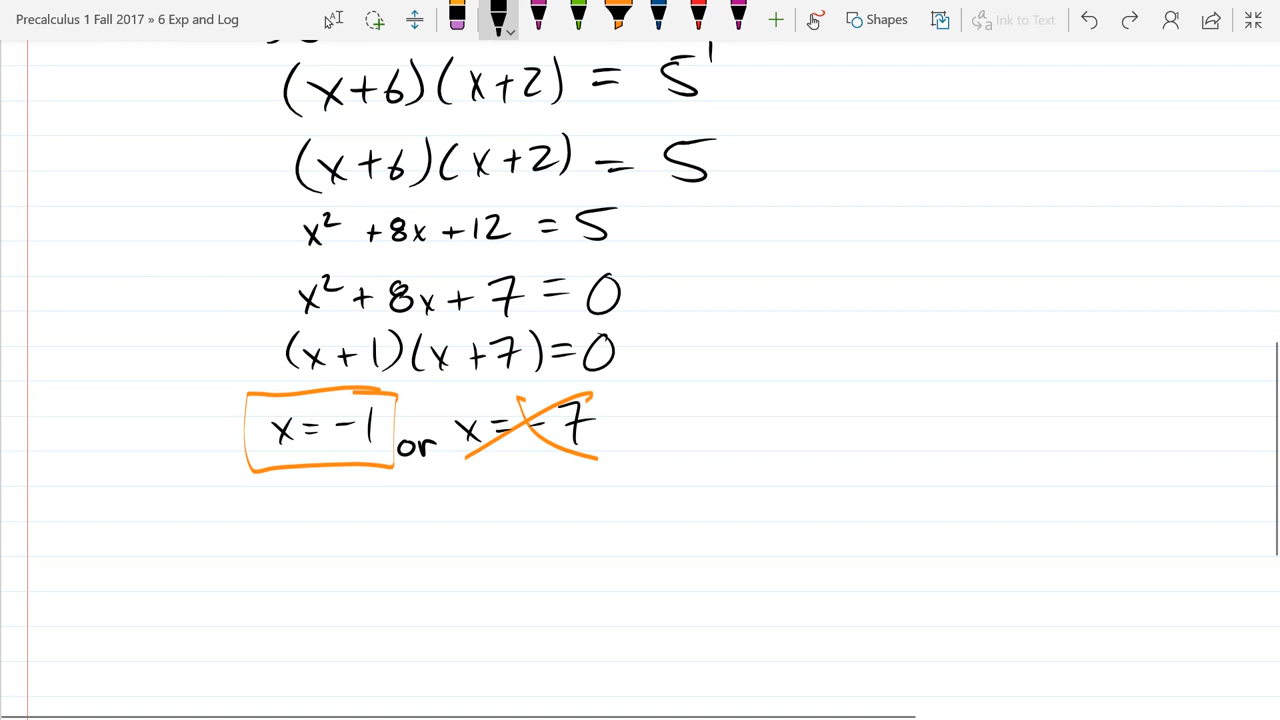 Precalculus 1 Fall 2017 » 6 Exp and Log
Shapes
Ink to Text
(x+6)(x+2) = 5¹
(x+6)(x+2) = 5
x² +8x +12 = 5
x² + 8x + 7 = 0
(x+1)(x+7)=0
x = -1 or x = -7